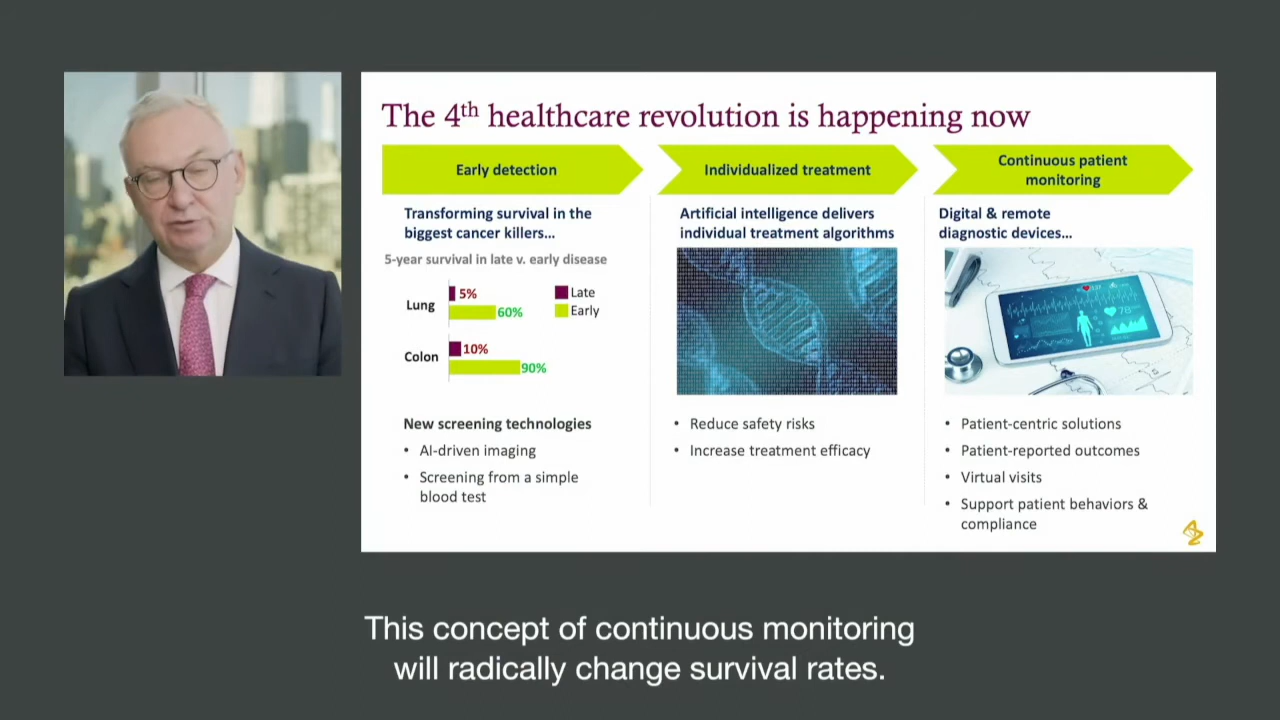 The 4th healthcare revolution is happening now
Early detection
Individualized treatment
Continuous patient
monitoring
Transforming survival in the
biggest cancer killers…
5-year survival in late v. early disease
Lung
5%
60%
Late
Early
Colon
10%
90%
New screening technologies
• AI-driven imaging
• Screening from a simple
blood test
Artificial intelligence delivers
individual treatment algorithms
• Reduce safety risks
• Increase treatment efficacy
Digital & remote
diagnostic devices…
• Patient-centric solutions
• Patient-reported outcomes
• Virtual visits
• Support patient behaviors &
compliance
This concept of continuous monitoring
will radically change survival rates.